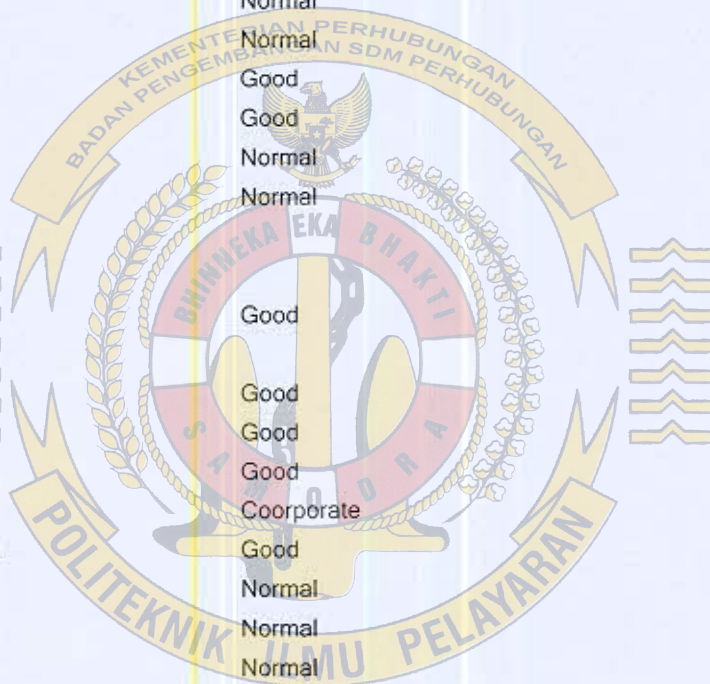 Normal
KEMENTERIAN PERHUBUNGAN
BADAN PENGEMBANGAN SDM PERHUBUNGAN
Normal
Good
Good
Normal
Normal
BHINNEKA EKA BHAKTI
Good
Good
Good
Good
SAMODRA
Coorporate
Good
Normal
Normal
Normal
POLITEKNIK ILMU PELAYARAN